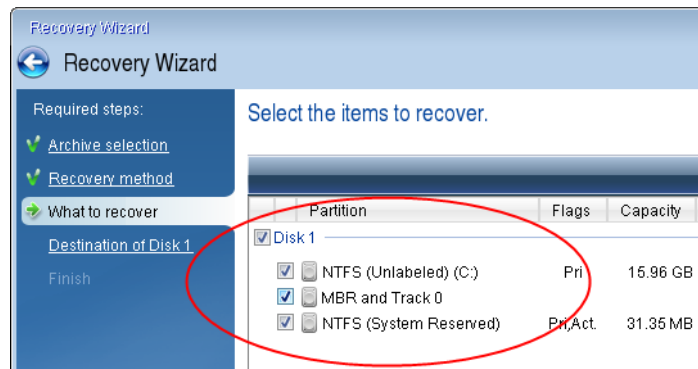 Recovery Wizard
Recovery Wizard
Required steps:
Archive selection
Recovery method
What to recover
Destination of Disk 1
Finish
Select the items to recover.
Partition Flags Capacity
Disk 1
NTFS (Unlabeled) (C:) Pri 15.96 GB
MBR and Track 0
NTFS (System Reserved) Pri,Act. 31.35 MB